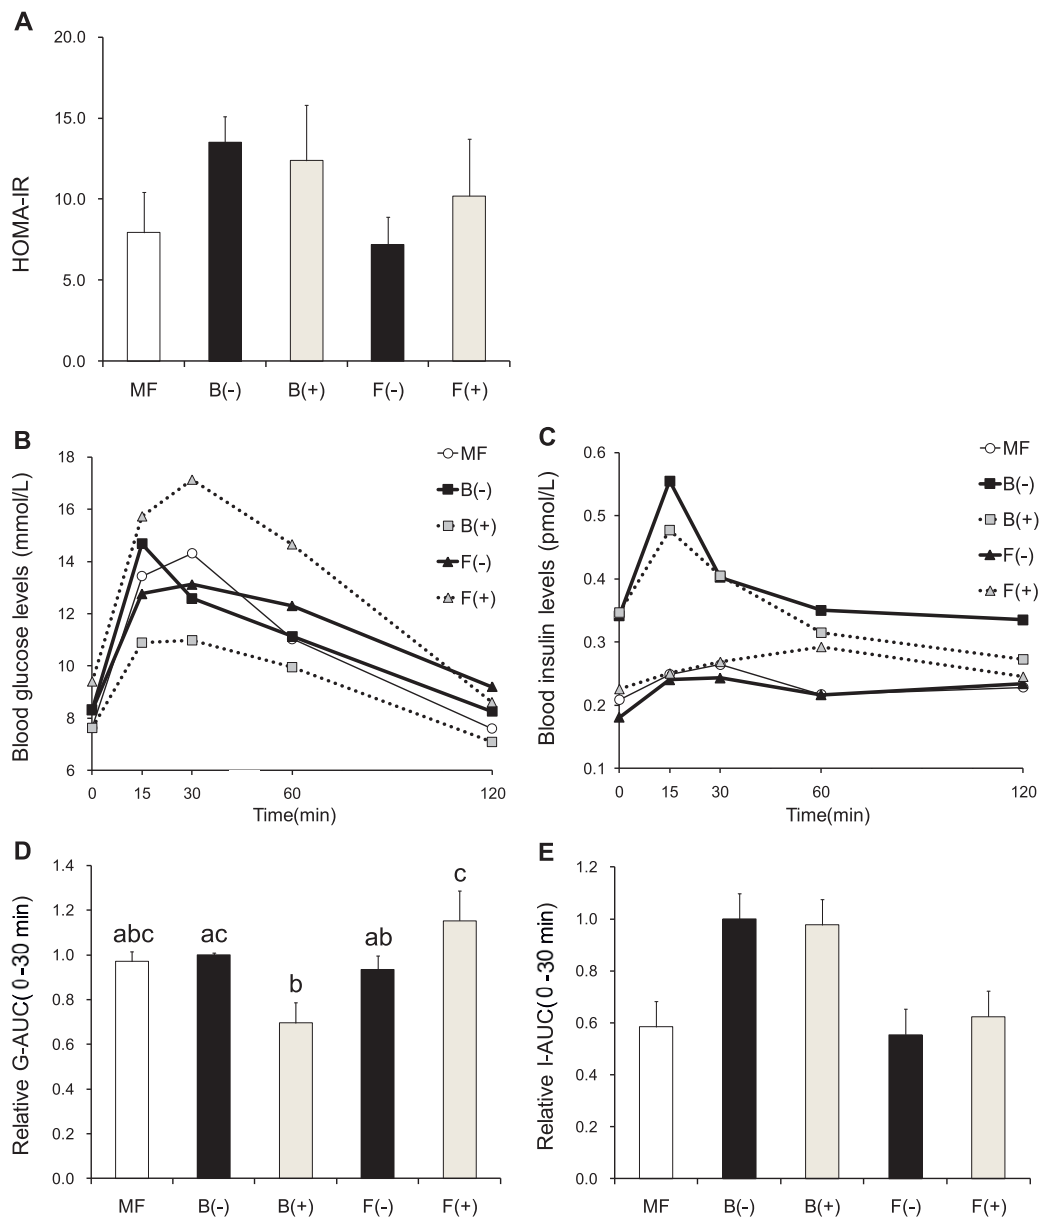 A
20.0
15.0
10.0
5.0
0.0
HOMA-IR
MF B(-) B(+) F(-) F(+)
B
18
16
14
12
10
8
6
Blood glucose levels (mmol/L)
MF
B(-)
B(+)
F(-)
F(+)
0 15 30 60 120
Time(min)
C
0.6
0.5
0.4
0.3
0.2
0.1
Blood insulin levels (pmol/L)
MF
B(-)
B(+)
F(-)
F(+)
0 15 30 60 120
Time(min)
D
1.4
1.2
1.0
0.8
0.6
0.4
0.2
0.0
Relative G-AUC(0-30 min)
abc ac b ab c
MF B(-) B(+) F(-) F(+)
E
1.2
1.0
0.8
0.6
0.4
0.2
0.0
Relative I-AUC(0-30 min)
MF B(-) B(+) F(-) F(+)